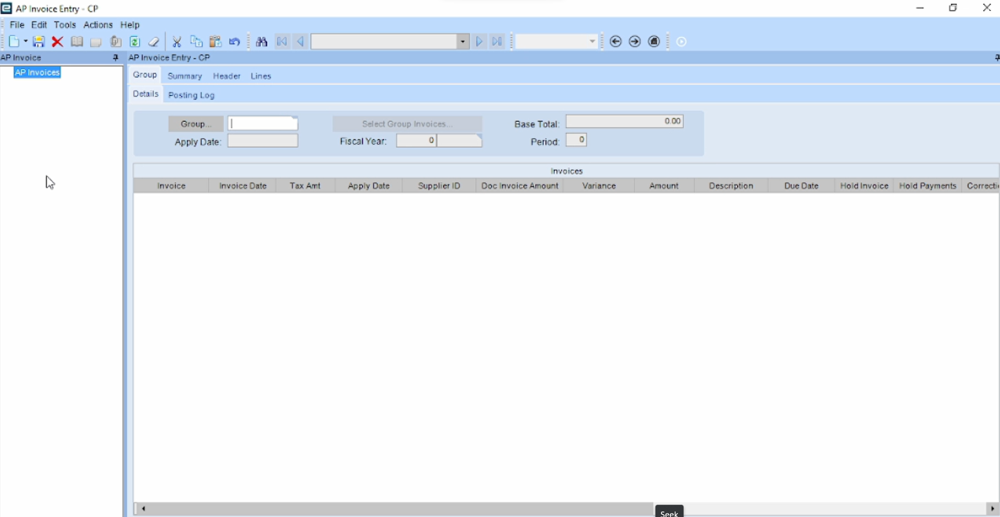 AP Invoice Entry - CP
File Edit Tools Actions Help
AP Invoice
AP Invoice Entry - CP
AP Invoices
Group Summary Header Lines
Details Posting Log
Group... Select Group Invoices... Base Total: 0.00
Apply Date: Fiscal Year: 0 Period: 0
Invoices
Invoice Invoice Date Tax Amt Apply Date Supplier ID Doc Invoice Amount Variance Amount Description Due Date Hold Invoice Hold Payments Correcti
Seek